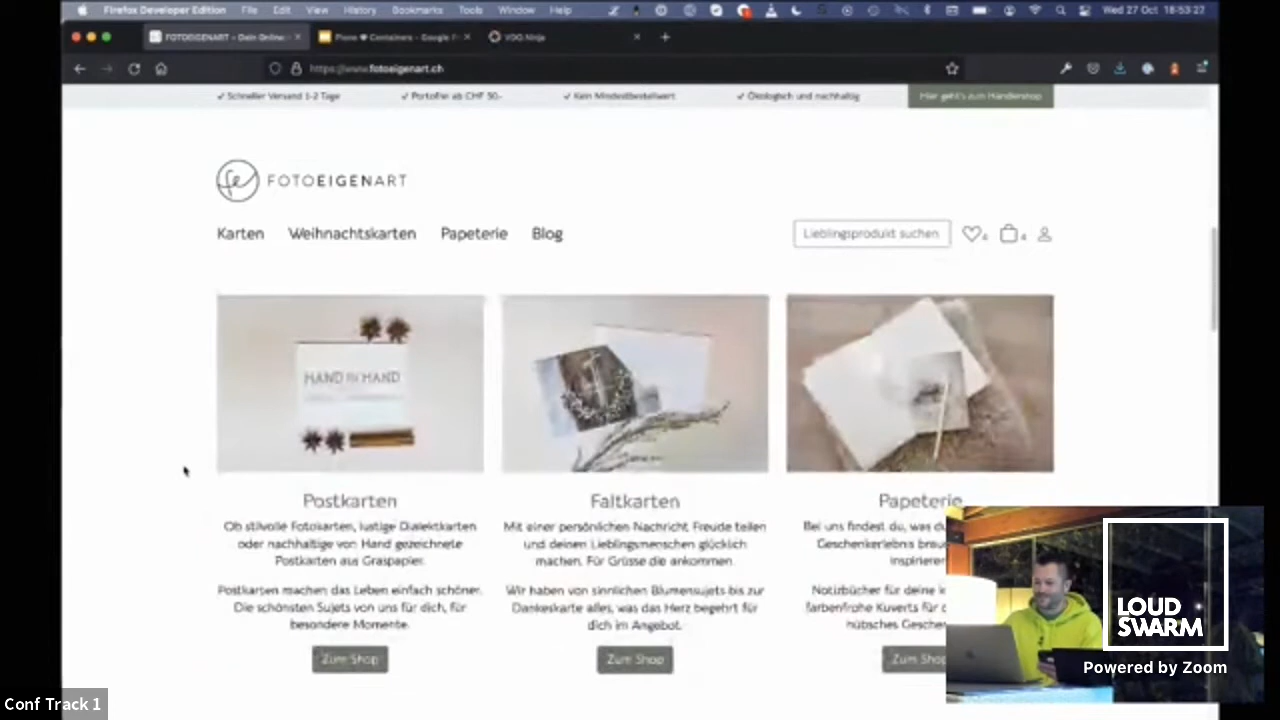 Firefox Developer Edition File Edit View History Bookmarks Tools Window Help Wed 27 Oct 18:53:27
FOTOEIGENART – Dein Online- Plone ♥ Containers – Google VDO.Ninja
https://www.fotoeigenart.ch
✓ Schneller Versand 1-2 Tage ✓ Portofrei ab CHF 50.- ✓ Kein Mindestbestellwert ✓ Ökologisch und nachhaltig Hier geht's zum Händlershop
fe FOTOEIGENART
Karten Weihnachtskarten Papeterie Blog Lieblingsprodukt suchen 4 4
HAND IN HAND
Postkarten
Ob stilvolle Fotokarten, lustige Dialektkarten
oder nachhaltige von Hand gezeichnete
Postkarten aus Graspapier.
Postkarten machen das Leben einfach schöner.
Die schönsten Sujets von uns für dich, für
besondere Momente.
Zum Shop
Faltkarten
Mit einer persönlichen Nachricht Freude teilen
und deinen Lieblingsmenschen glücklich
machen. Für Grüsse die ankommen.
Wir haben von sinnlichen Blumensujets bis zur
Dankeskarte alles, was das Herz begehrt für
dich im Angebot.
Zum Shop
Papeterie
Bei uns findest du, was du
Geschenkerlebnis brau
inspirieren
Notizbücher für deine
farbenfrohe Kuverts für
hübsches Gesche
Zum Shop
LOUD
SWARM
Powered by Zoom
Conf Track 1